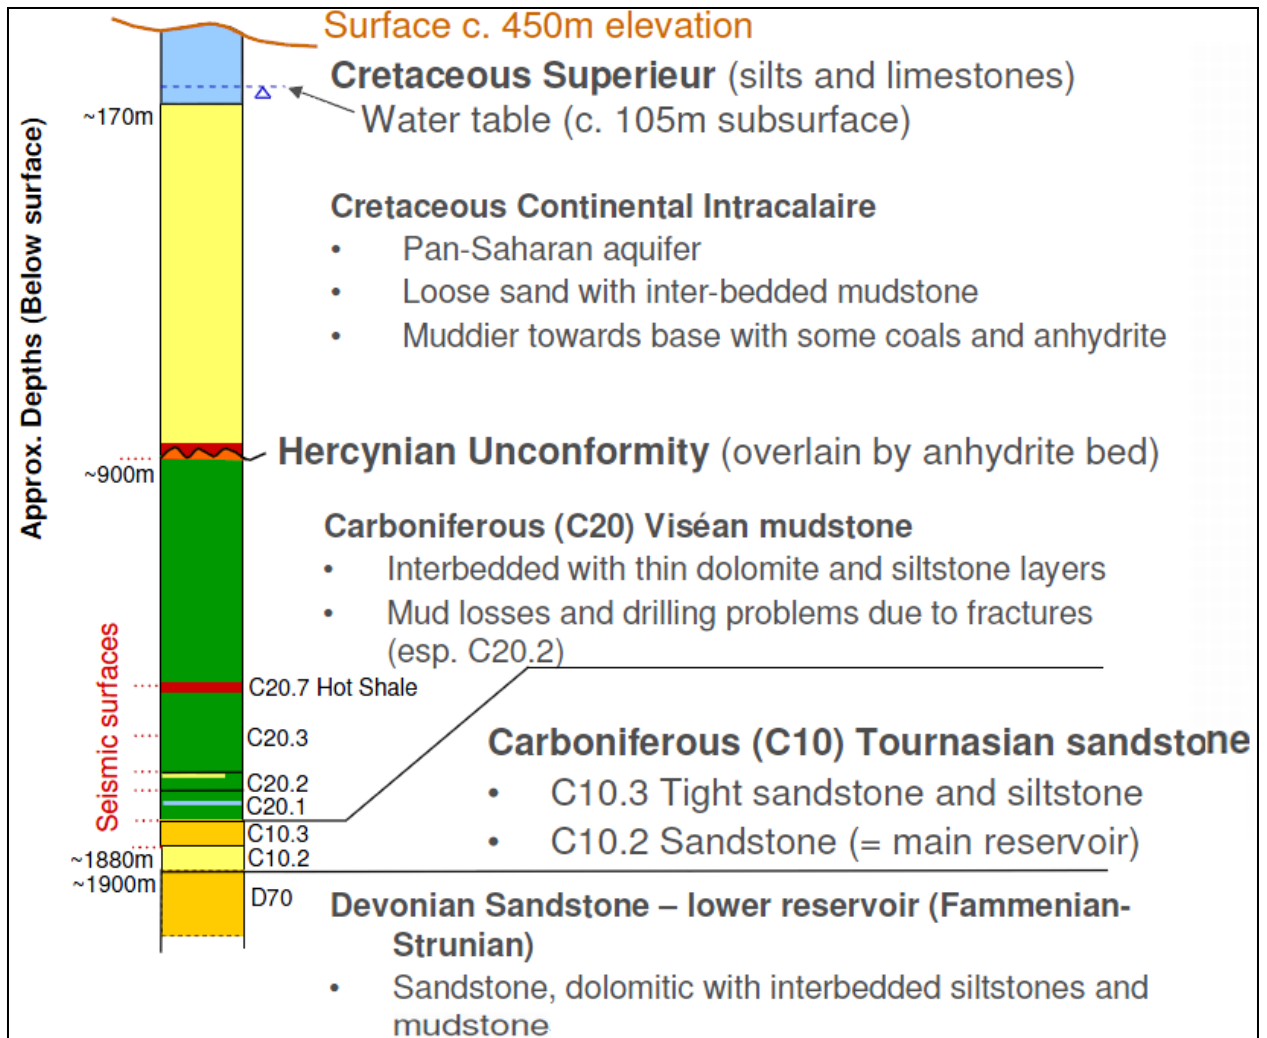 Surface c. 450m elevation
Cretaceous Superieur (silts and limestones)
Water table (c. 105m subsurface)
~170m
Approx. Depths (Below surface)
Cretaceous Continental Intracalaire
• Pan-Saharan aquifer
• Loose sand with inter-bedded mudstone
• Muddier towards base with some coals and anhydrite
Hercynian Unconformity (overlain by anhydrite bed)
~900m
Carboniferous (C20) Viséan mudstone
• Interbedded with thin dolomite and siltstone layers
• Mud losses and drilling problems due to fractures
(esp. C20.2)
Seismic surfaces
C20.7 Hot Shale
C20.3
C20.2
C20.1
C10.3
C10.2
Carboniferous (C10) Tournasian sandstone
• C10.3 Tight sandstone and siltstone
• C10.2 Sandstone (= main reservoir)
~1880m
~1900m
D70
Devonian Sandstone – lower reservoir (Fammenian-
Strunian)
• Sandstone, dolomitic with interbedded siltstones and
mudstone